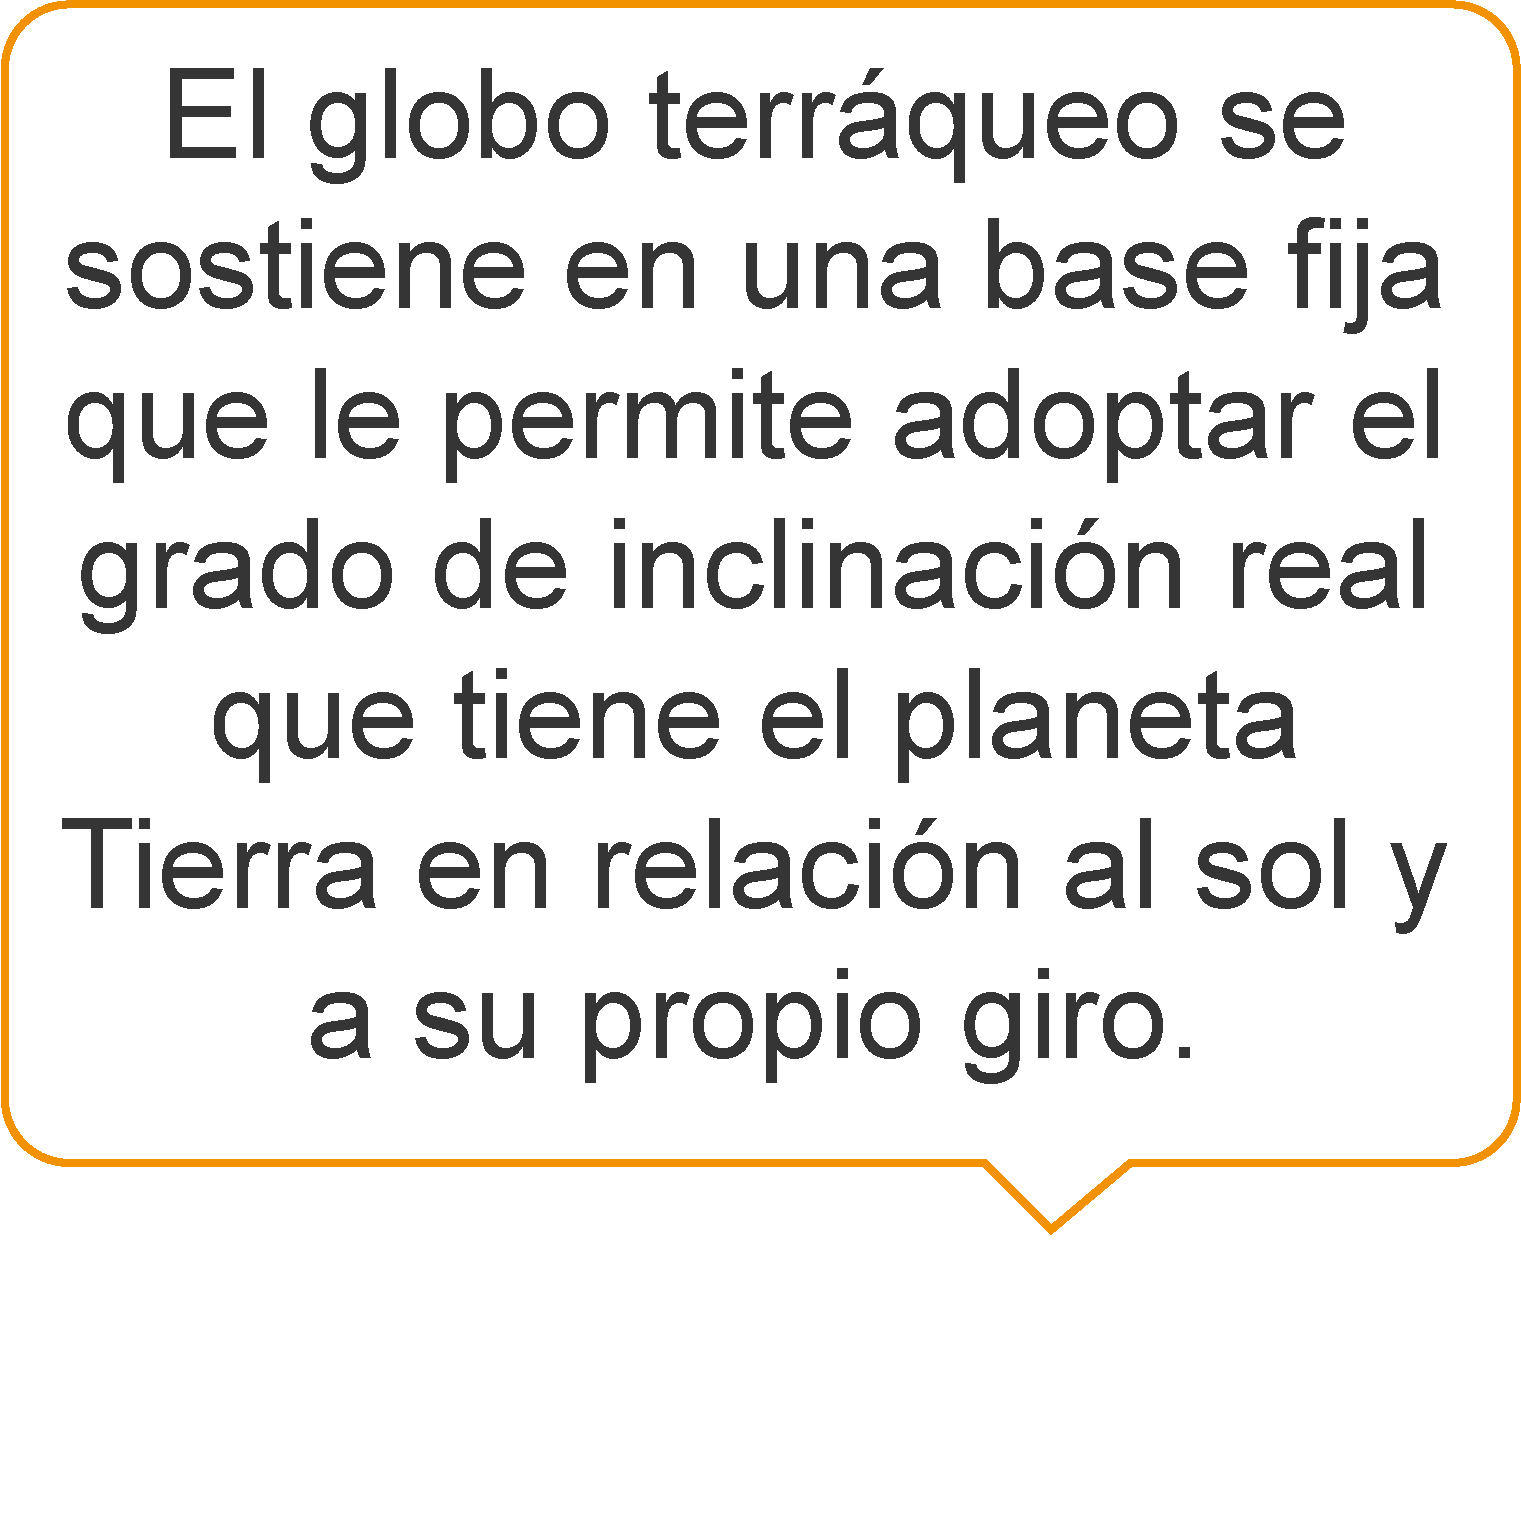 El globo terráqueo se
sostiene en una base fija
que le permite adoptar el
grado de inclinación real
que tiene el planeta
Tierra en relación al sol y
a su propio giro.